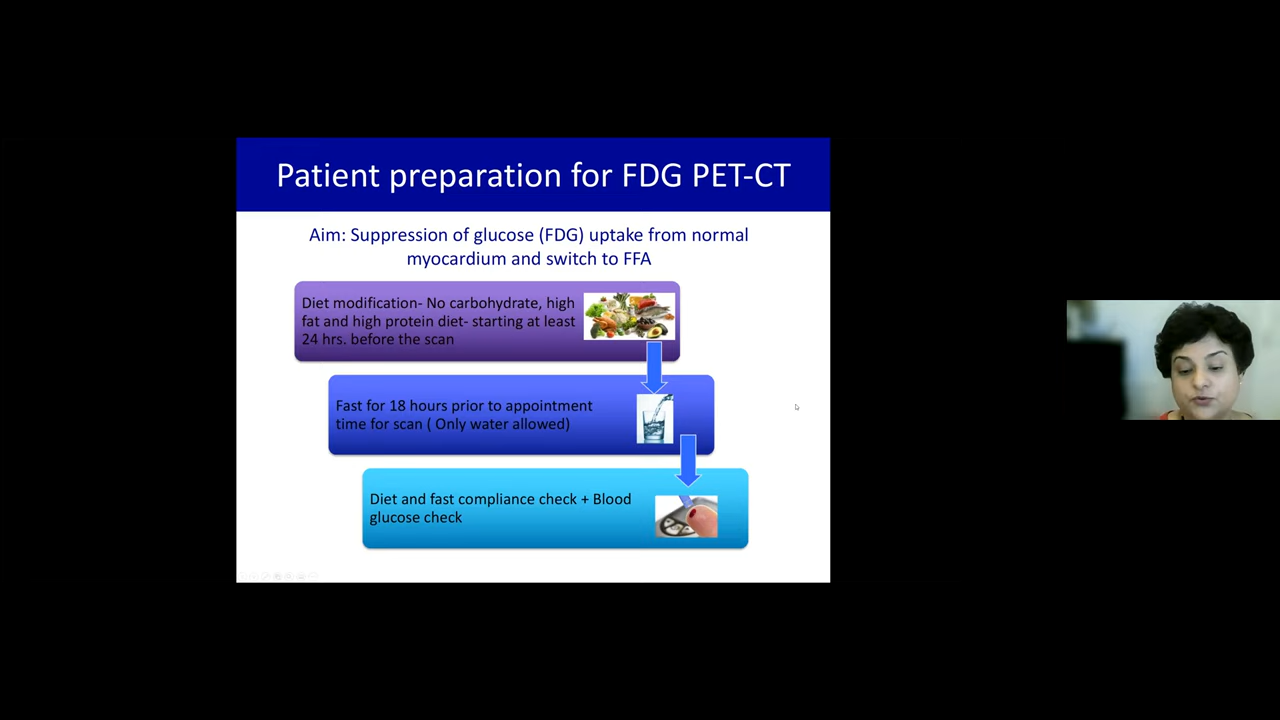 Patient preparation for FDG PET-CT
Aim: Suppression of glucose (FDG) uptake from normal
myocardium and switch to FFA
Diet modification- No carbohydrate, high
fat and high protein diet- starting at least
24 hrs. before the scan
Fast for 18 hours prior to appointment
time for scan ( Only water allowed)
Diet and fast compliance check + Blood
glucose check